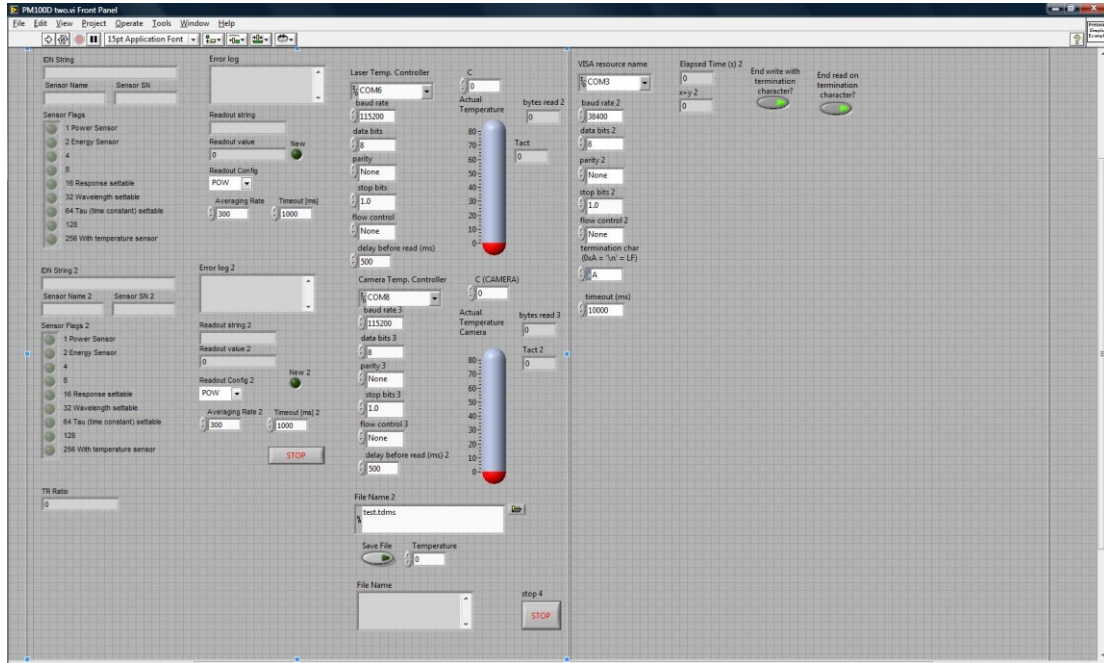 PM100D two.vi Front Panel
File Edit View Project Operate Tools Window Help
15pt Application Font
IDN String
Sensor Name Sensor SN
Sensor Flags
1 Power Sensor
2 Energy Sensor
4
8
16 Response settable
32 Wavelength settable
64 Tau (time constant) settable
128
256 With temperature sensor
Error log
Readout string
Readout value New
0
Readout Config
POW
Averaging Rate Timeout [ms]
300 1000
IDN String 2
Sensor Name 2 Sensor SN 2
Sensor Flags 2
1 Power Sensor
2 Energy Sensor
4
8
16 Response settable
32 Wavelength settable
64 Tau (time constant) settable
128
256 With temperature sensor
TR Ratio
0
Error log 2
Readout string 2
Readout value 2
0
New 2
Readout Config 2
POW
Averaging Rate 2 Timeout [ms] 2
300 1000
STOP
Laser Temp. Controller
COM6
baud rate
115200
data bits
8
parity
None
stop bits
1.0
flow control
None
delay before read (ms)
500
C
0
Actual
Temperature
80
70
60
50
40
30
20
10
0
bytes read 2
0
Tact
0
Camera Temp. Controller
COM8
baud rate 3
115200
data bits 3
8
parity 3
None
stop bits 3
1.0
flow control 3
None
delay before read (ms) 2
500
C (CAMERA)
0
Actual
Temperature
Camera
80
70
60
50
40
30
20
10
0
bytes read 3
0
Tact 2
0
File Name 2
test.tdms
Save File Temperature
0
File Name
stop 4
STOP
VISA resource name
COM3
baud rate 2
38400
data bits 2
8
parity 2
None
stop bits 2
1.0
flow control 2
None
termination char
(0xA = '\n' = LF)
A
timeout (ms)
10000
Elapsed Time (s) 2
0
x+y 2
0
End write with
termination
character?
End read on
termination
character?